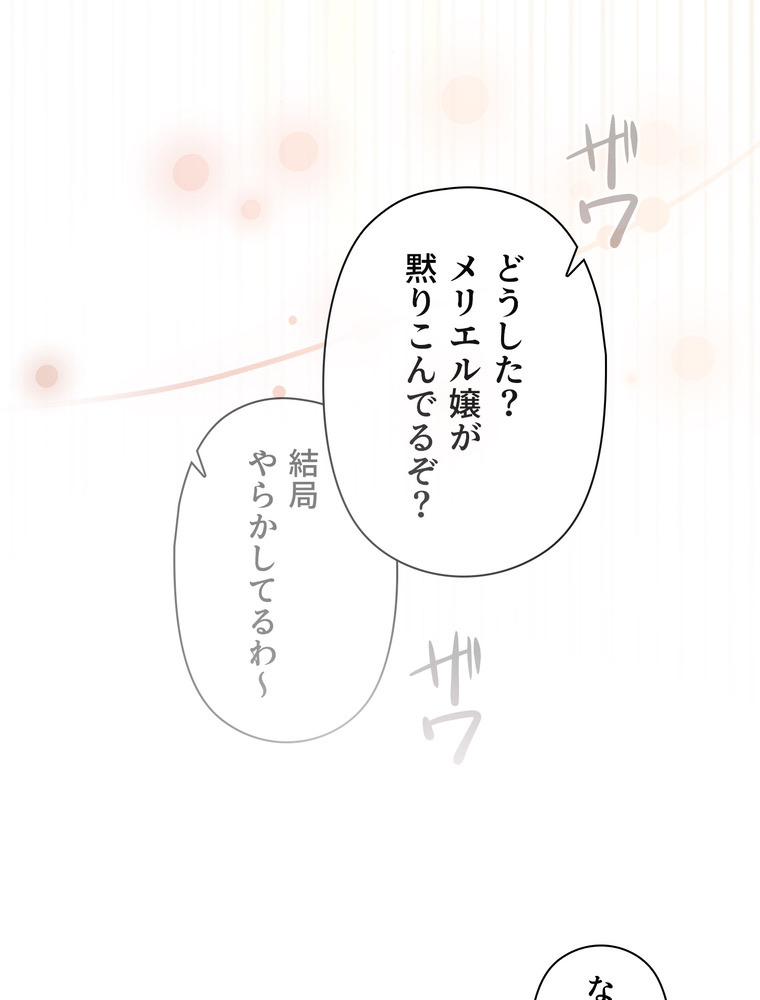 ザワ
どうした？
メリエル嬢が
黙りこんでるぞ？
結局
やらかしてるわ～
ザワ
な